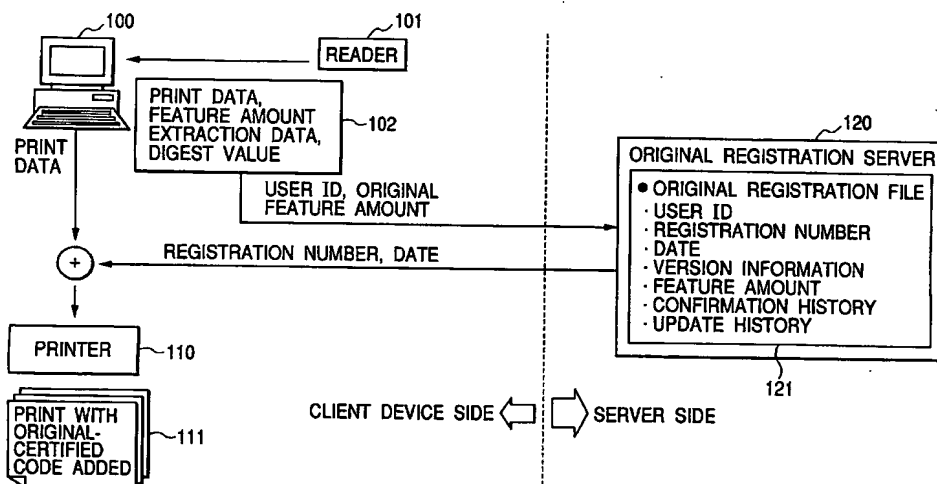 100
101
READER
PRINT DATA,
FEATURE AMOUNT
EXTRACTION DATA,
DIGEST VALUE
102
PRINT
DATA
USER ID, ORIGINAL
FEATURE AMOUNT
120
ORIGINAL REGISTRATION SERVER
● ORIGINAL REGISTRATION FILE
· USER ID
· REGISTRATION NUMBER
· DATE
· VERSION INFORMATION
· FEATURE AMOUNT
· CONFIRMATION HISTORY
· UPDATE HISTORY
121
REGISTRATION NUMBER, DATE
+
PRINTER
110
PRINT WITH
ORIGINAL-
CERTIFIED
CODE ADDED
111
CLIENT DEVICE SIDE
SERVER SIDE